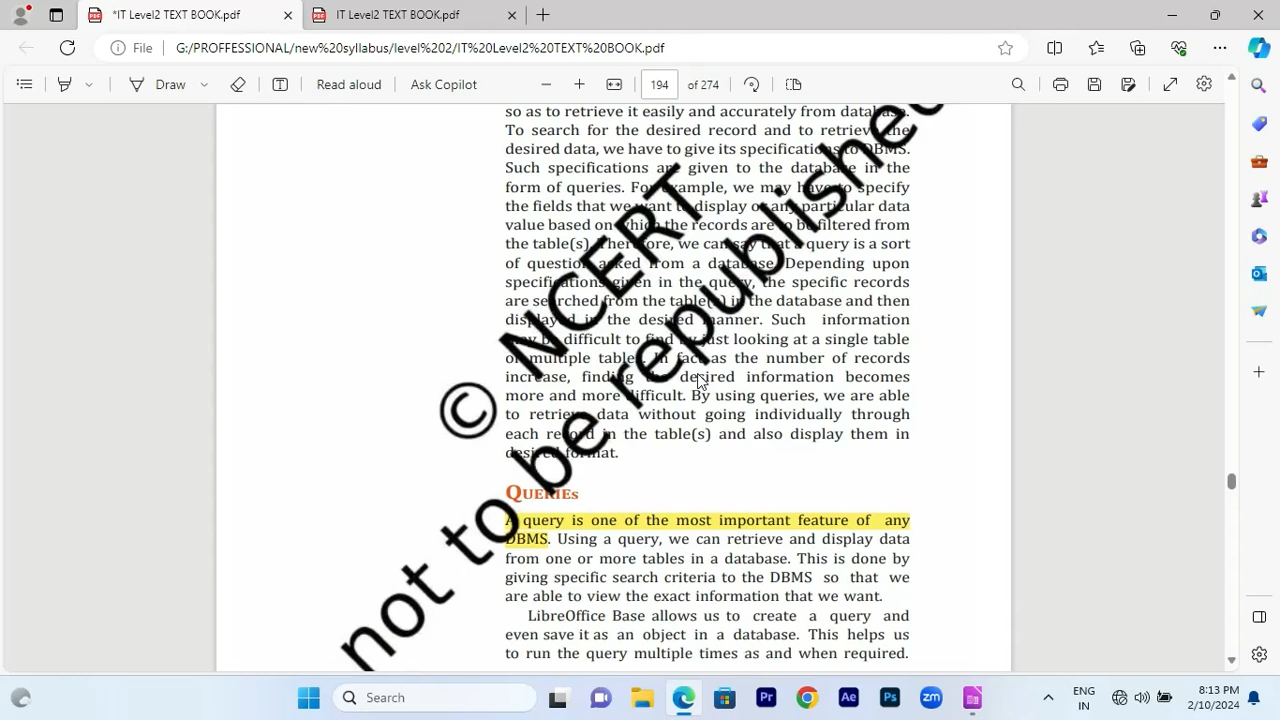 *IT Level2 TEXT BOOK.pdf
IT Level2 TEXT BOOK.pdf
File
G:/PROFFESSIONAL/new%20syllabus/level%202/IT%20Level2%20TEXT%20BOOK.pdf
Draw
Read aloud
Ask Copilot
194
of 274
so as to retrieve it easily and accurately from database.
To search for the desired record and to retrieve the
desired data, we have to give its specifications to DBMS.
Such specifications are given to the database in the
form of queries. For example, we may have to specify
the fields that we want to display or any particular data
value based on which the records are to be filtered from
the table(s). Therefore, we can say that a query is a sort
of question asked from a database. Depending upon
specifications given in the query, the specific records
are searched from the table(s) in the database and then
displayed in the desired manner. Such information
may be difficult to find by just looking at a single table
or multiple tables. In fact as the number of records
increase, finding the desired information becomes
more and more difficult. By using queries, we are able
to retrieve data without going individually through
each record in the table(s) and also display them in
desired format.
QUERIEs
A query is one of the most important feature of any
DBMS. Using a query, we can retrieve and display data
from one or more tables in a database. This is done by
giving specific search criteria to the DBMS so that we
are able to view the exact information that we want.
LibreOffice Base allows us to create a query and
even save it as an object in a database. This helps us
to run the query multiple times as and when required.
© NCERT
not to be republished
Search
Pr
Ae
Ps
zm
ENG
IN
8:13 PM
2/10/2024